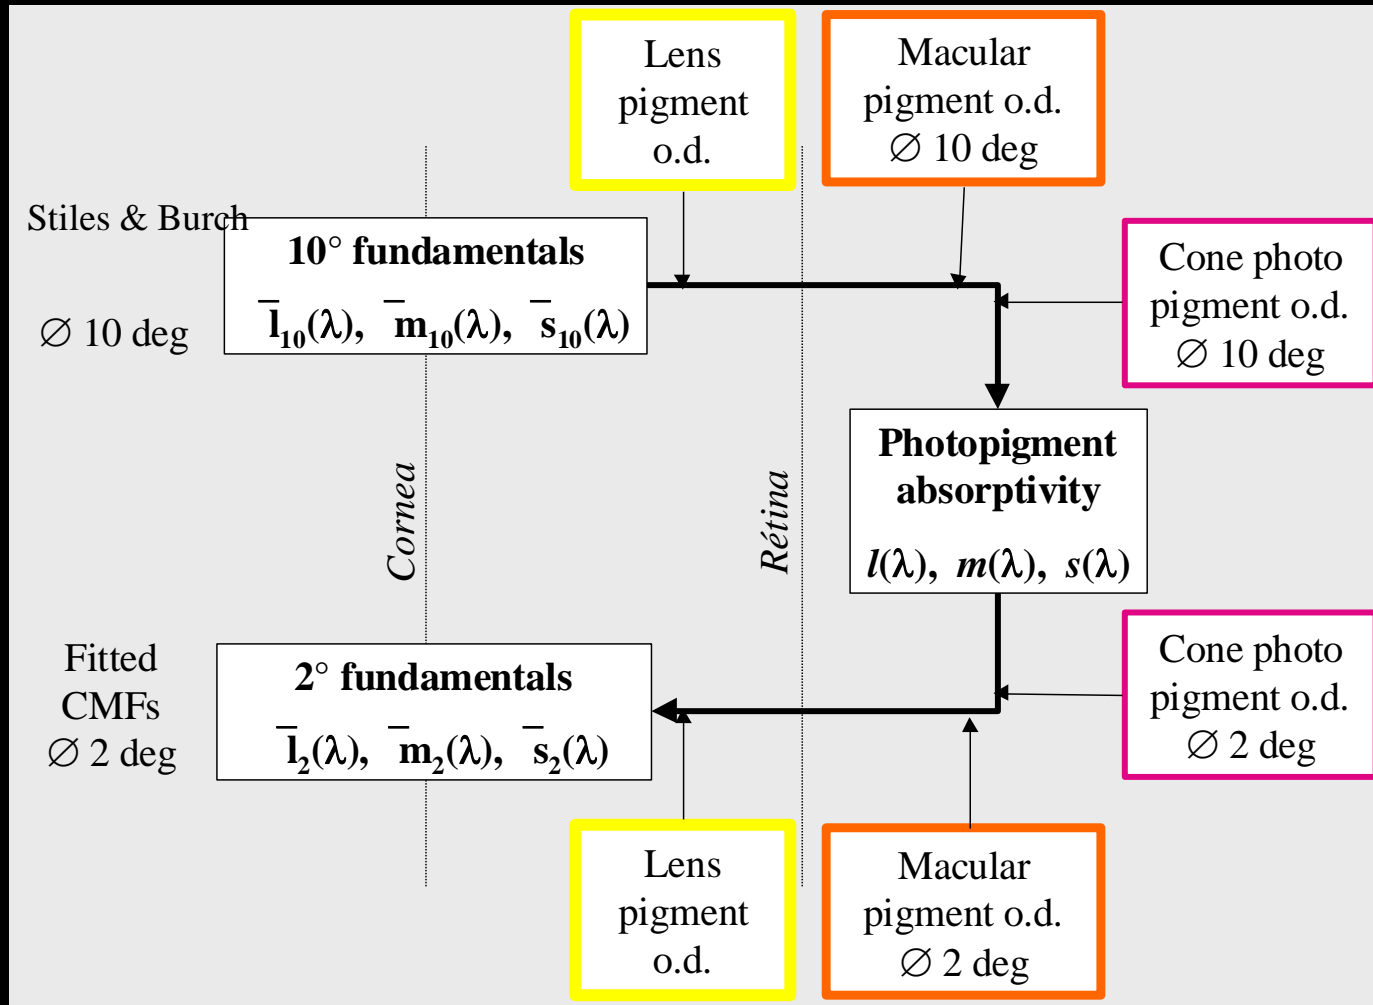 Lens
pigment
o.d.
Macular
pigment o.d.
∅ 10 deg
Stiles & Burch
10° fundamentals
l̅₁₀(λ), m̅₁₀(λ), s̅₁₀(λ)
∅ 10 deg
Cone photo
pigment o.d.
∅ 10 deg
Cornea
Rétina
Photopigment
absorptivity
l(λ), m(λ), s(λ)
Fitted
CMFs
∅ 2 deg
2° fundamentals
l̅₂(λ), m̅₂(λ), s̅₂(λ)
Cone photo
pigment o.d.
∅ 2 deg
Lens
pigment
o.d.
Macular
pigment o.d.
∅ 2 deg